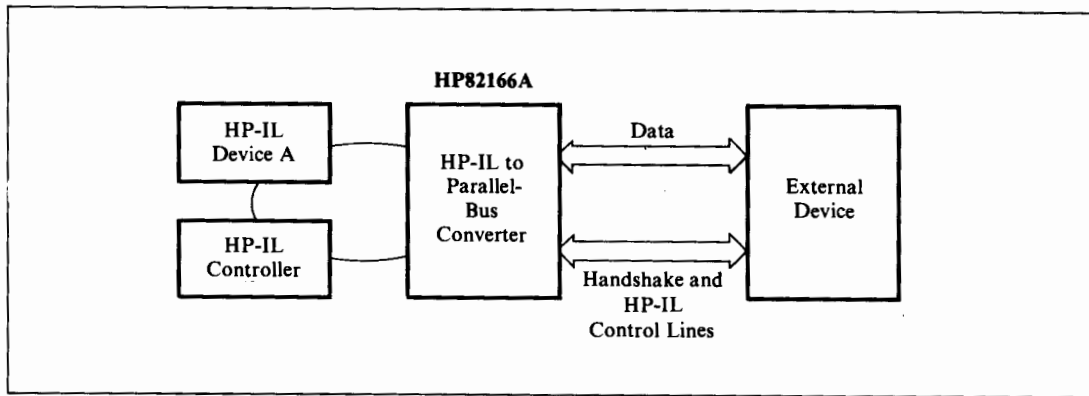 HP82166A
HP-IL
Device A
HP-IL
Controller
HP-IL to
Parallel-
Bus
Converter
Data
Handshake and
HP-IL
Control Lines
External
Device